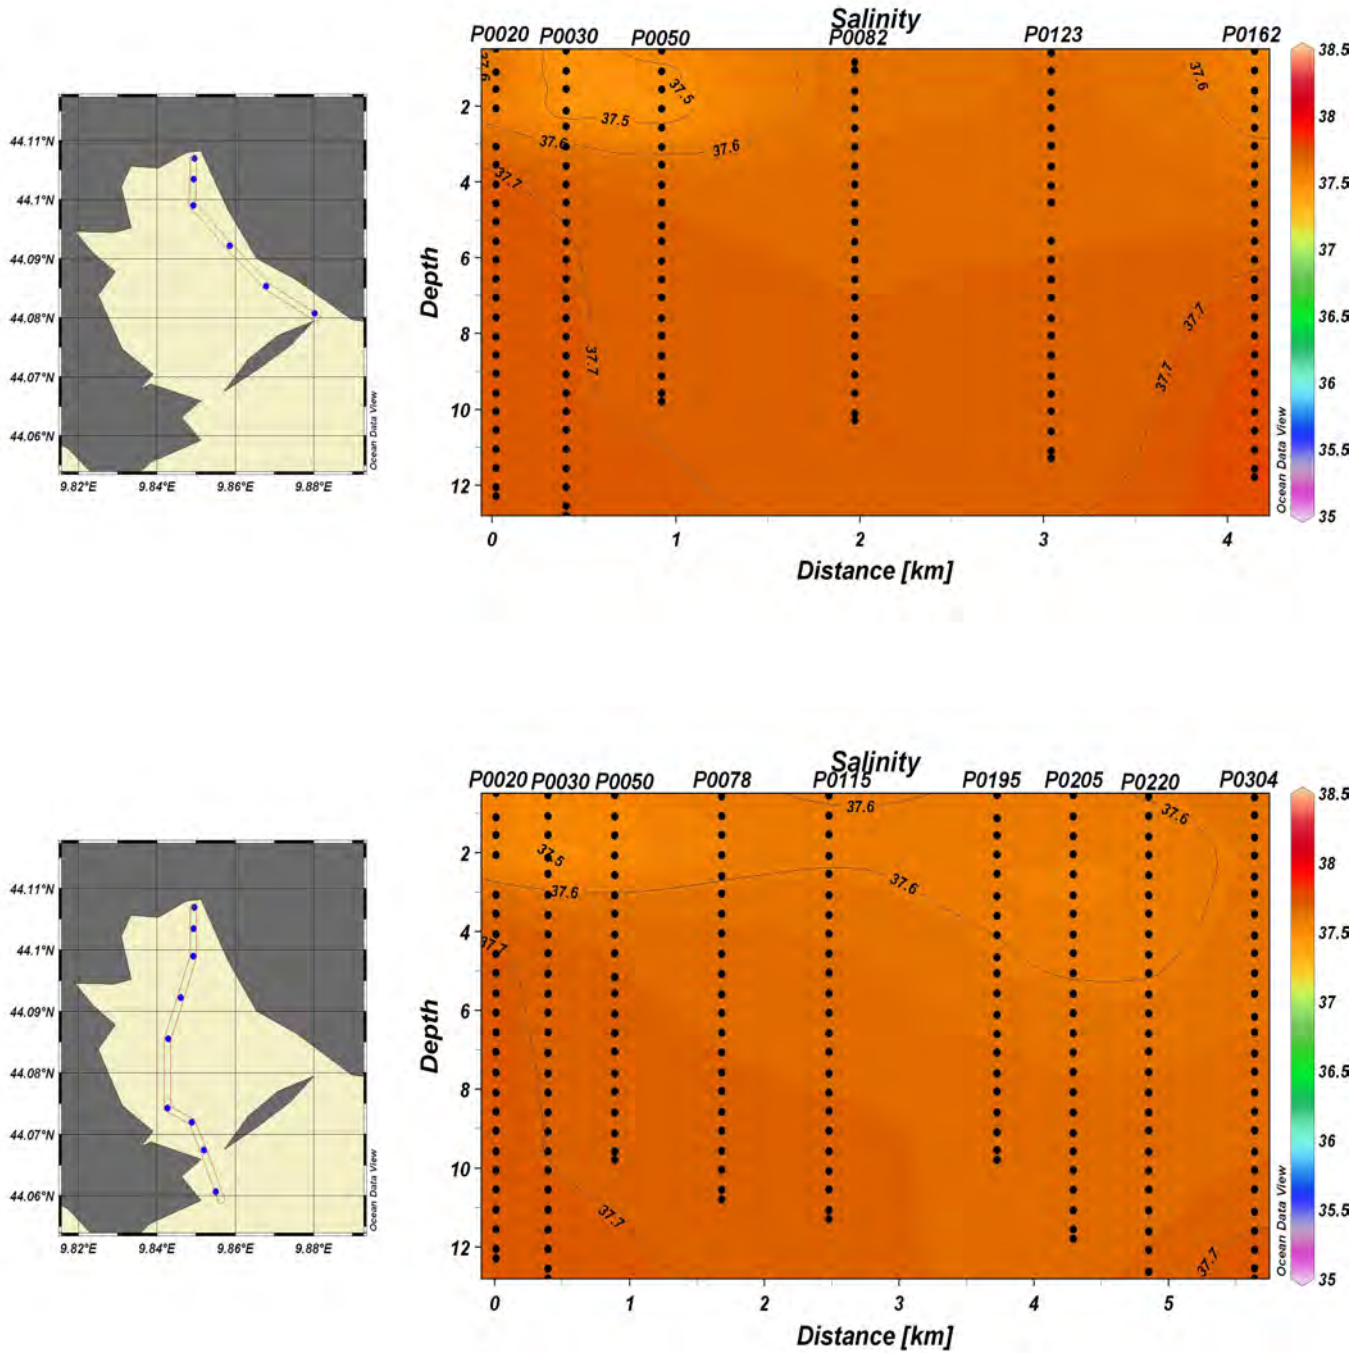 Salinity
P0020 P0030 P0050 P0082 P0123 P0162
37.6
37.5
37.5
37.6
37.6
37.6
37.7
37.7
37.7
37.7
2
4
6
8
10
12
Depth
0 1 2 3 4
Distance [km]
Ocean Data View
38.5
38
37.5
37
36.5
36
35.5
35
44.11°N
44.1°N
44.09°N
44.08°N
44.07°N
44.06°N
9.82°E 9.84°E 9.86°E 9.88°E
Ocean Data View
Salinity
P0020 P0030 P0050 P0078 P0115 P0195 P0205 P0220 P0304
37.6
37.6
37.5
37.6
37.6
37.7
37.7
37.7
2
4
6
8
10
12
Depth
0 1 2 3 4 5
Distance [km]
Ocean Data View
38.5
38
37.5
37
36.5
36
35.5
35
44.11°N
44.1°N
44.09°N
44.08°N
44.07°N
44.06°N
9.82°E 9.84°E 9.86°E 9.88°E
Ocean Data View